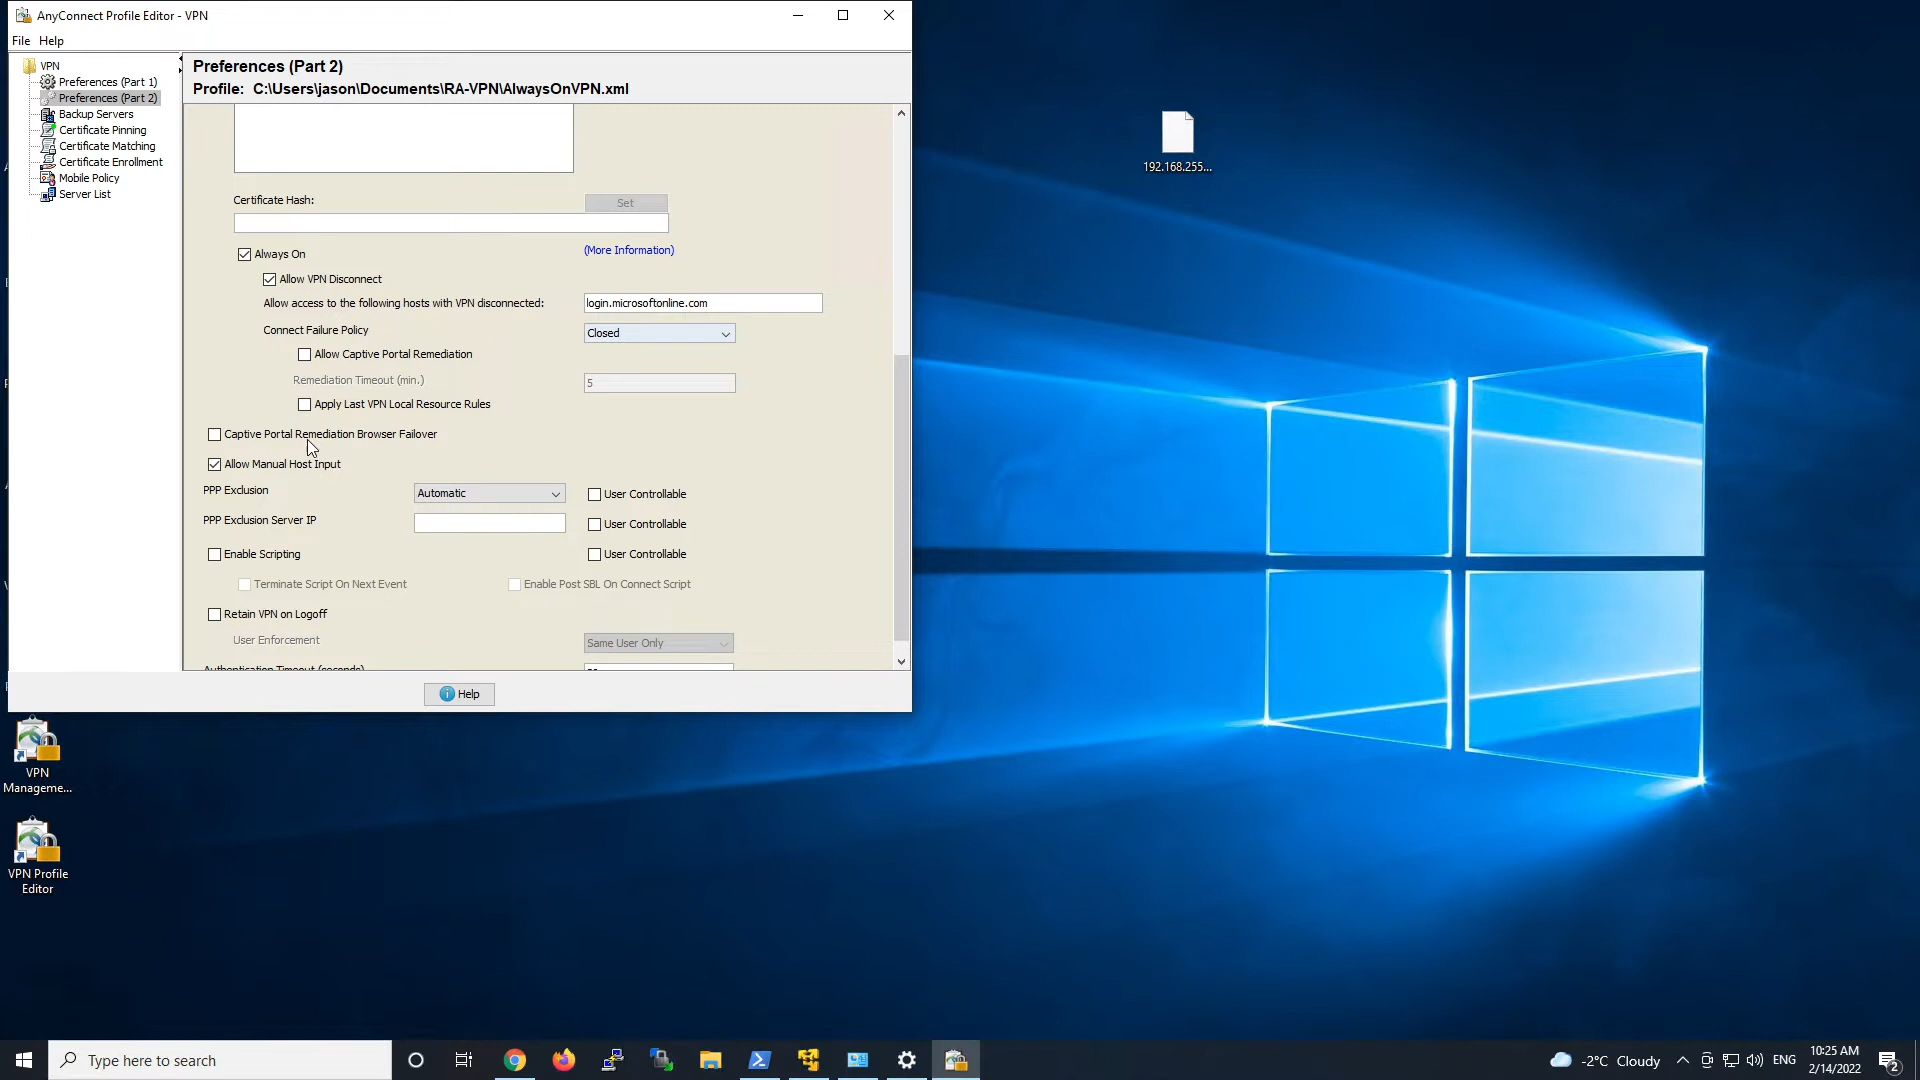 AnyConnect Profile Editor - VPN
File Help
VPN
Preferences (Part 1)
Preferences (Part 2)
Backup Servers
Certificate Pinning
Certificate Matching
Certificate Enrollment
Mobile Policy
Server List
Preferences (Part 2)
Profile: C:\Users\jason\Documents\RA-VPN\AlwaysOnVPN.xml
Certificate Hash:
Set
Always On
(More Information)
Allow VPN Disconnect
Allow access to the following hosts with VPN disconnected:
login.microsoftonline.com
Connect Failure Policy
Closed
Allow Captive Portal Remediation
Remediation Timeout (min.)
5
Apply Last VPN Local Resource Rules
Captive Portal Remediation Browser Failover
Allow Manual Host Input
PPP Exclusion
Automatic
User Controllable
PPP Exclusion Server IP
User Controllable
Enable Scripting
User Controllable
Terminate Script On Next Event
Enable Post SBL On Connect Script
Retain VPN on Logoff
User Enforcement
Same User Only
Authentication Timeout (seconds)
Help
192.168.255...
VPN
Manageme...
VPN Profile
Editor
Type here to search
-2°C Cloudy
ENG
10:25 AM
2/14/2022
2